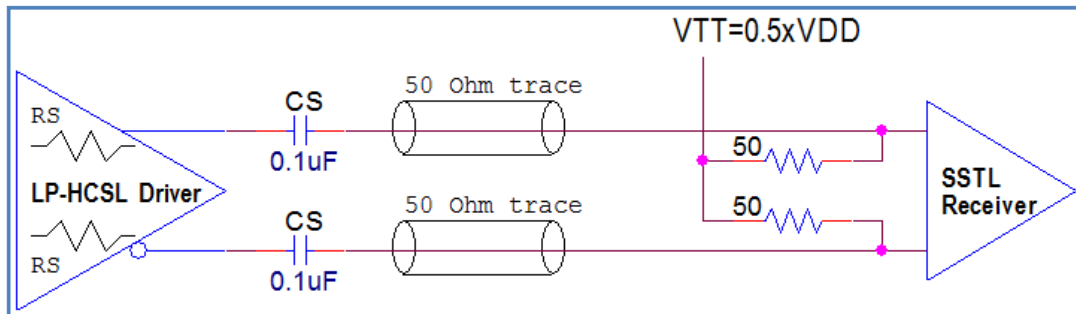 VTT=0.5xVDD
50 Ohm trace
CS
RS
0.1uF
50
LP-HCSL Driver
SSTL
Receiver
50
50 Ohm trace
CS
RS
0.1uF